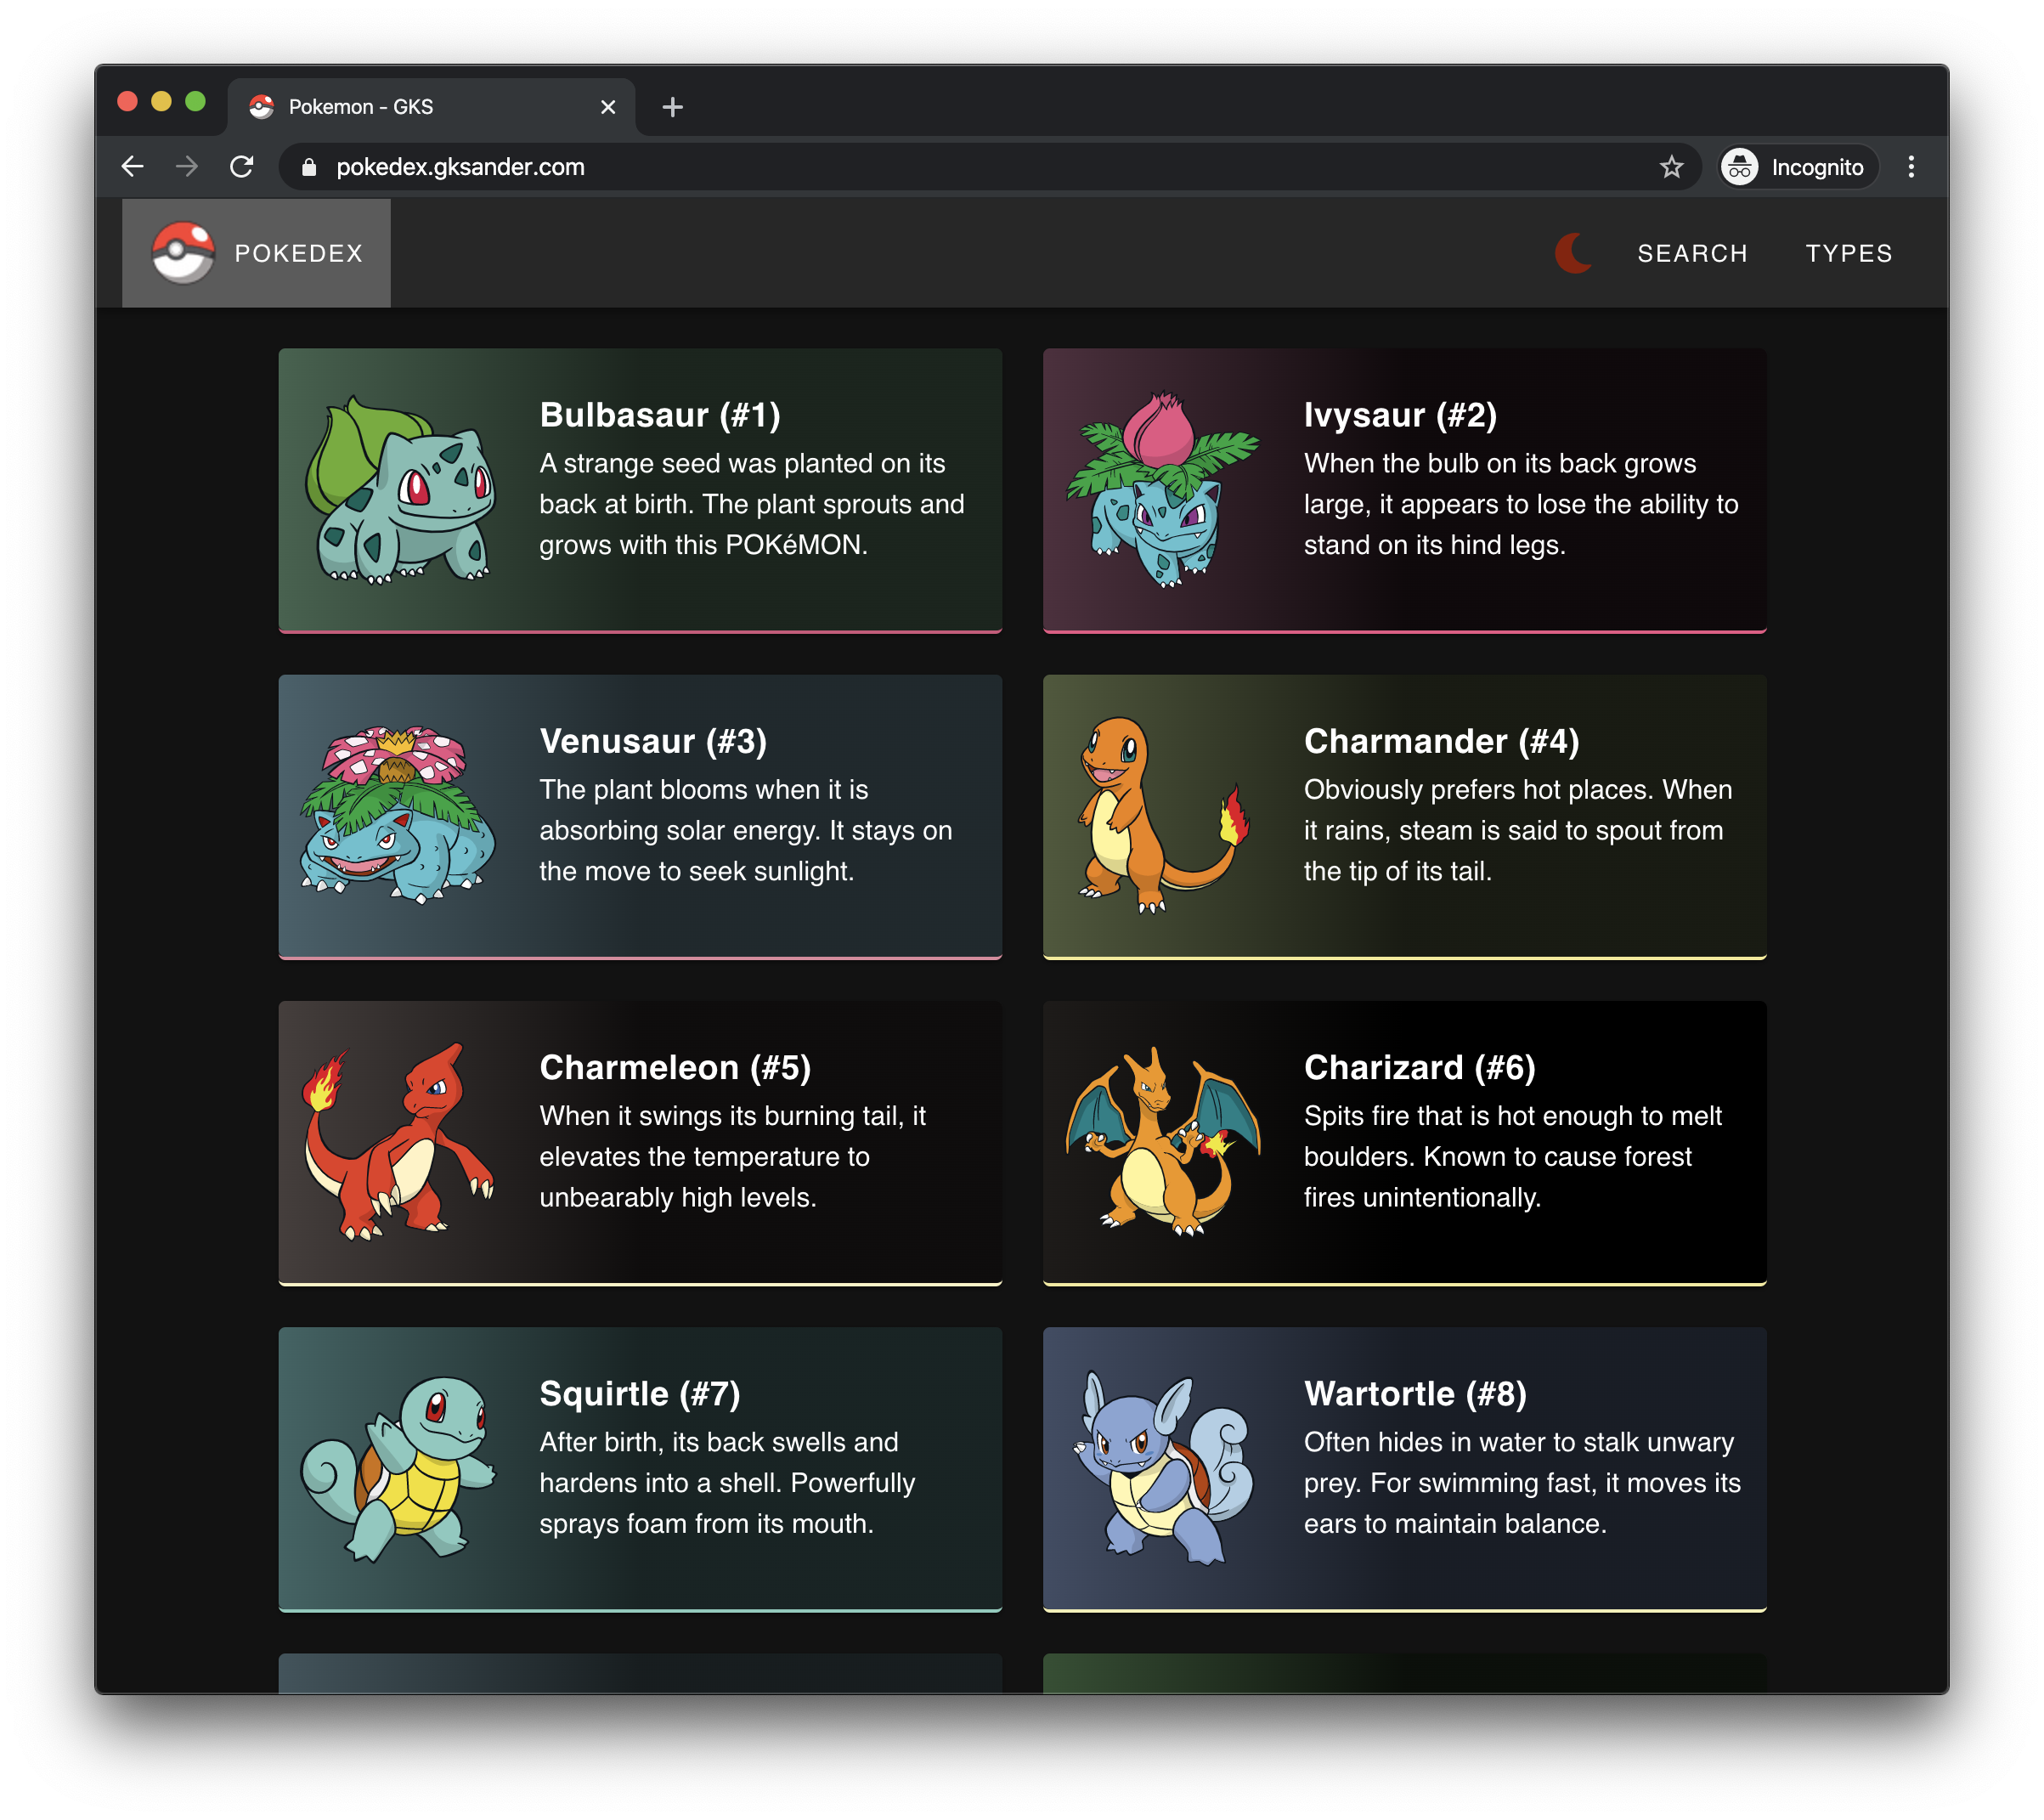 Pokemon - GKS
pokedex.gksander.com
Incognito
POKEDEX
SEARCH
TYPES
Bulbasaur (#1)
A strange seed was planted on its
back at birth. The plant sprouts and
grows with this POKéMON.
Ivysaur (#2)
When the bulb on its back grows
large, it appears to lose the ability to
stand on its hind legs.
Venusaur (#3)
The plant blooms when it is
absorbing solar energy. It stays on
the move to seek sunlight.
Charmander (#4)
Obviously prefers hot places. When
it rains, steam is said to spout from
the tip of its tail.
Charmeleon (#5)
When it swings its burning tail, it
elevates the temperature to
unbearably high levels.
Charizard (#6)
Spits fire that is hot enough to melt
boulders. Known to cause forest
fires unintentionally.
Squirtle (#7)
After birth, its back swells and
hardens into a shell. Powerfully
sprays foam from its mouth.
Wartortle (#8)
Often hides in water to stalk unwary
prey. For swimming fast, it moves its
ears to maintain balance.